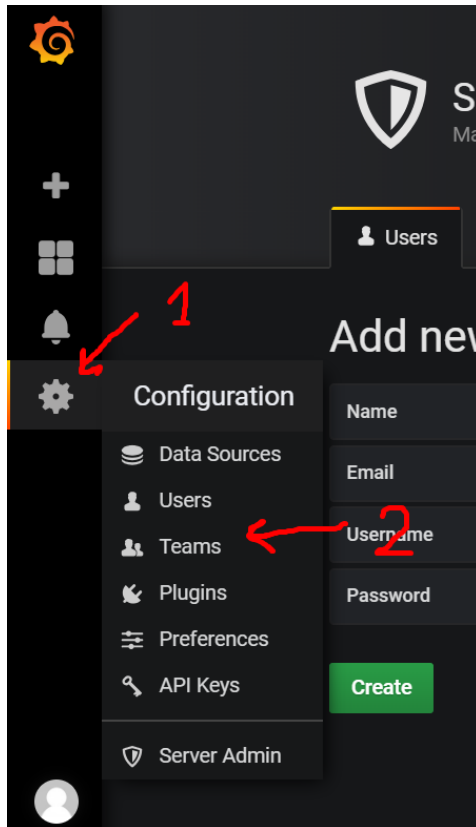 S
Ma
Users
1
Add new
Configuration
Name
Data Sources
Email
Users
Teams
Username
2
Plugins
Password
Preferences
API Keys
Create
Server Admin